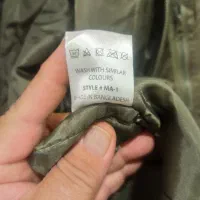 WASH WITH SIMILAR
COLOURS
STYLE # MA-1
MADE IN BANGLADESH